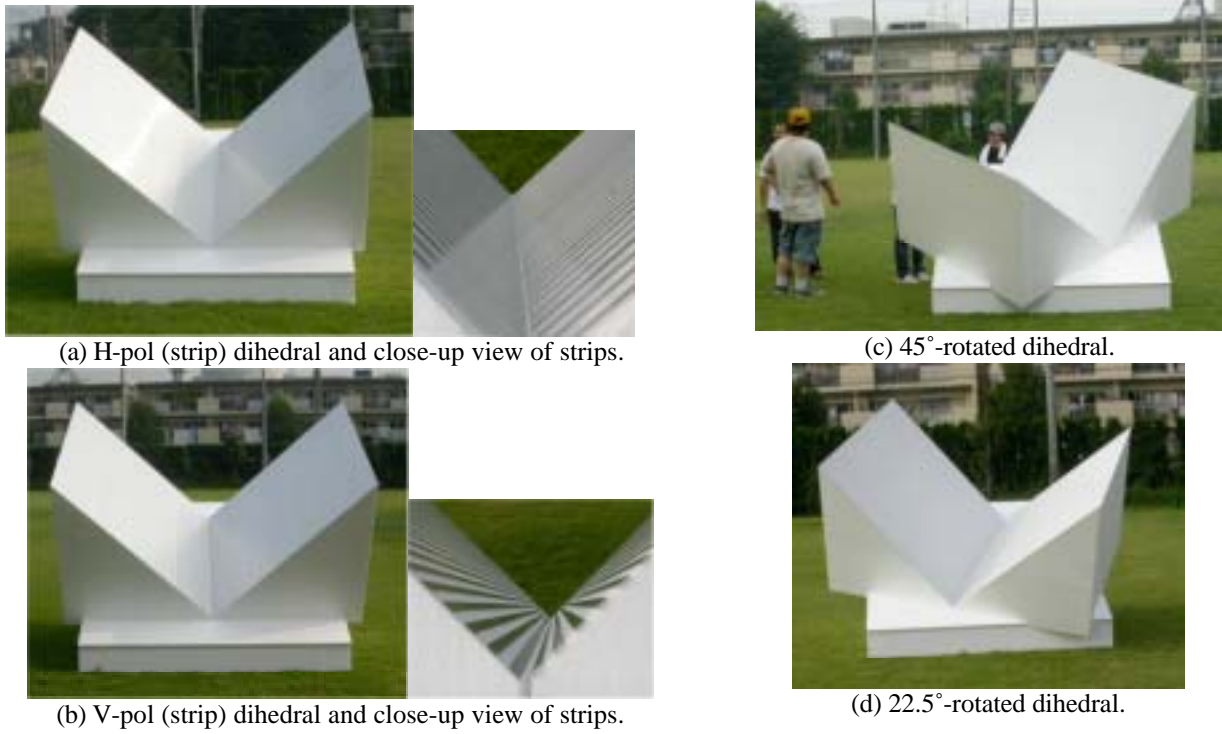 (a) H-pol (strip) dihedral and close-up view of strips.
(b) V-pol (strip) dihedral and close-up view of strips.
(c) 45˚-rotated dihedral.
(d) 22.5˚-rotated dihedral.